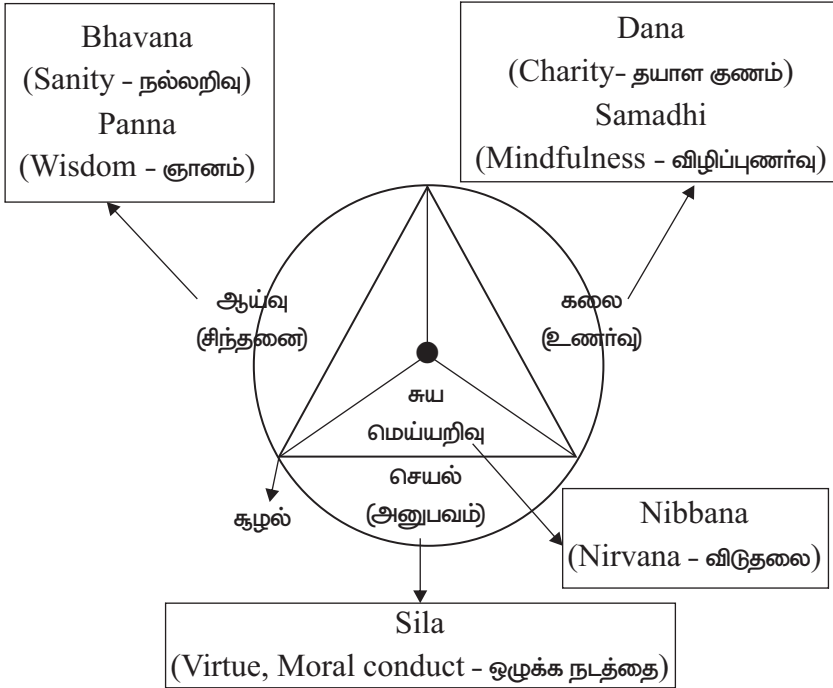 Bhavana
(Sanity – நல்லறிவு)
Panna
(Wisdom – ஞானம்)
Dana
(Charity– தயாள குணம்)
Samadhi
(Mindfulness – விழிப்புணர்வு)
ஆய்வு
(சிந்தனை)
கலை
(உணர்வு)
சுய
மெய்யறிவு
செயல்
(அனுபவம்)
சூழல்
Nibbana
(Nirvana – விடுதலை)
Sila
(Virtue, Moral conduct – ஒழுக்க நடத்தை)